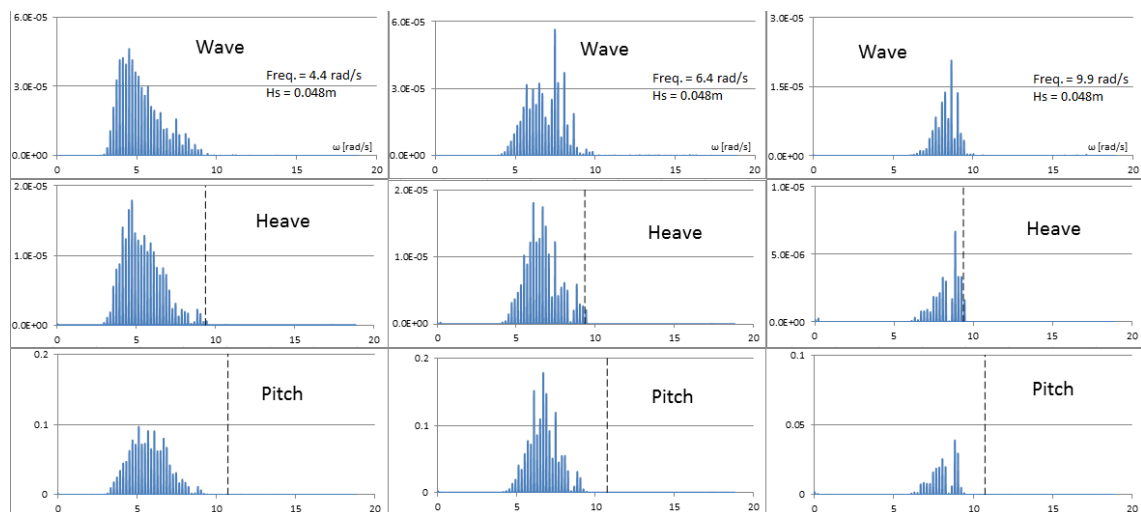 6.0E-05
Wave
Freq. = 4.4 rad/s
Hs = 0.048m
3.0E-05
ω [rad/s]
0.0E+00
0 5 10 15 20
6.0E-05
Wave
Freq. = 6.4 rad/s
Hs = 0.048m
3.0E-05
ω [rad/s]
0.0E+00
0 5 10 15 20
3.0E-05
Wave
Freq. = 9.9 rad/s
Hs = 0.048m
1.5E-05
ω [rad/s]
0.0E+00
0 5 10 15 20
2.0E-05
Heave
1.0E-05
0.0E+00
0 5 10 15 20
2.0E-05
Heave
1.0E-05
0.0E+00
0 5 10 15 20
1.0E-05
Heave
5.0E-06
0.0E+00
0 5 10 15 20
0.2
Pitch
0.1
0
0 5 10 15 20
0.2
Pitch
0.1
0
0 5 10 15 20
0.1
Pitch
0.05
0
0 5 10 15 20